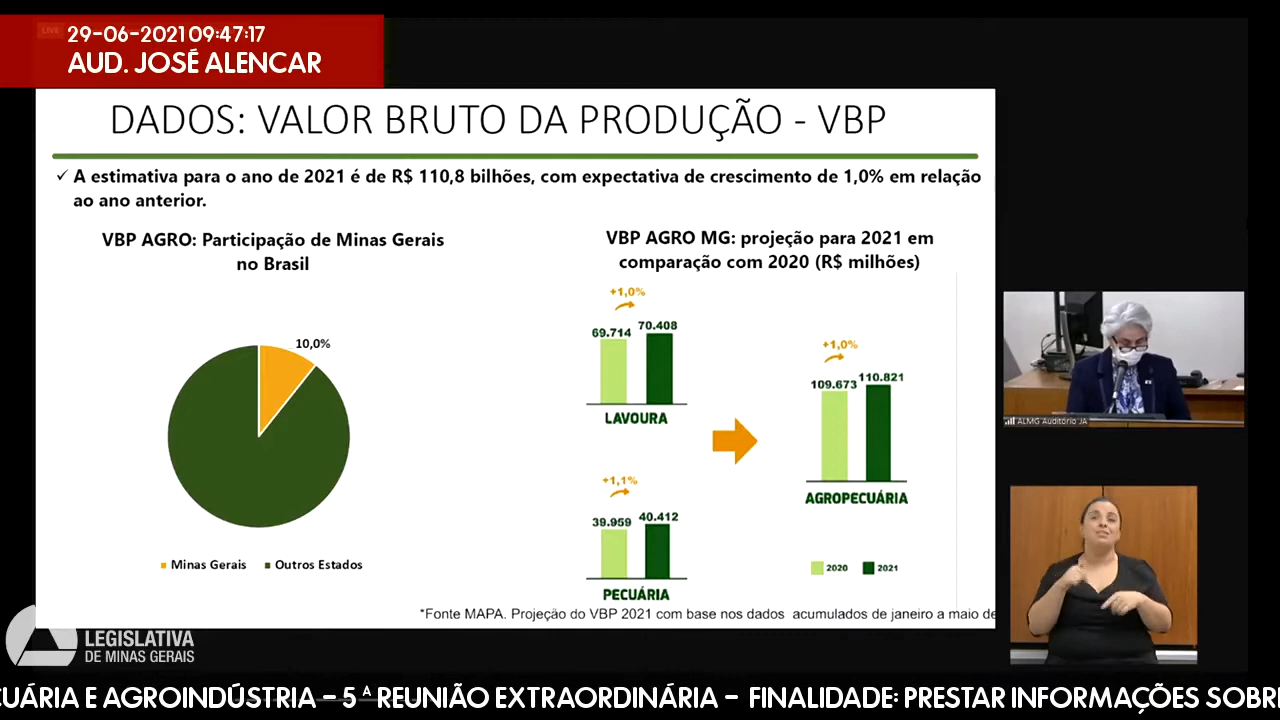 LIVE
29-06-2021 09:47:17
AUD. JOSÉ ALENCAR
DADOS: VALOR BRUTO DA PRODUÇÃO - VBP
✓ A estimativa para o ano de 2021 é de R$ 110,8 bilhões, com expectativa de crescimento de 1,0% em relação
ao ano anterior.
VBP AGRO: Participação de Minas Gerais
no Brasil
10,0%
Minas Gerais
Outros Estados
VBP AGRO MG: projeção para 2021 em
comparação com 2020 (R$ milhões)
+1,0%
69.714
70.408
LAVOURA
+1,1%
39.959
40.412
PECUÁRIA
+1,0%
109.673
110.821
AGROPECUÁRIA
2020
2021
*Fonte MAPA. Projeção do VBP 2021 com base nos dados acumulados de janeiro a maio de
ALMG Auditório JA
LEGISLATIVA
DE MINAS GERAIS
CUÁRIA E AGROINDÚSTRIA – 5 ª REUNIÃO EXTRAORDINÁRIA – FINALIDADE: PRESTAR INFORMAÇÕES SOBR